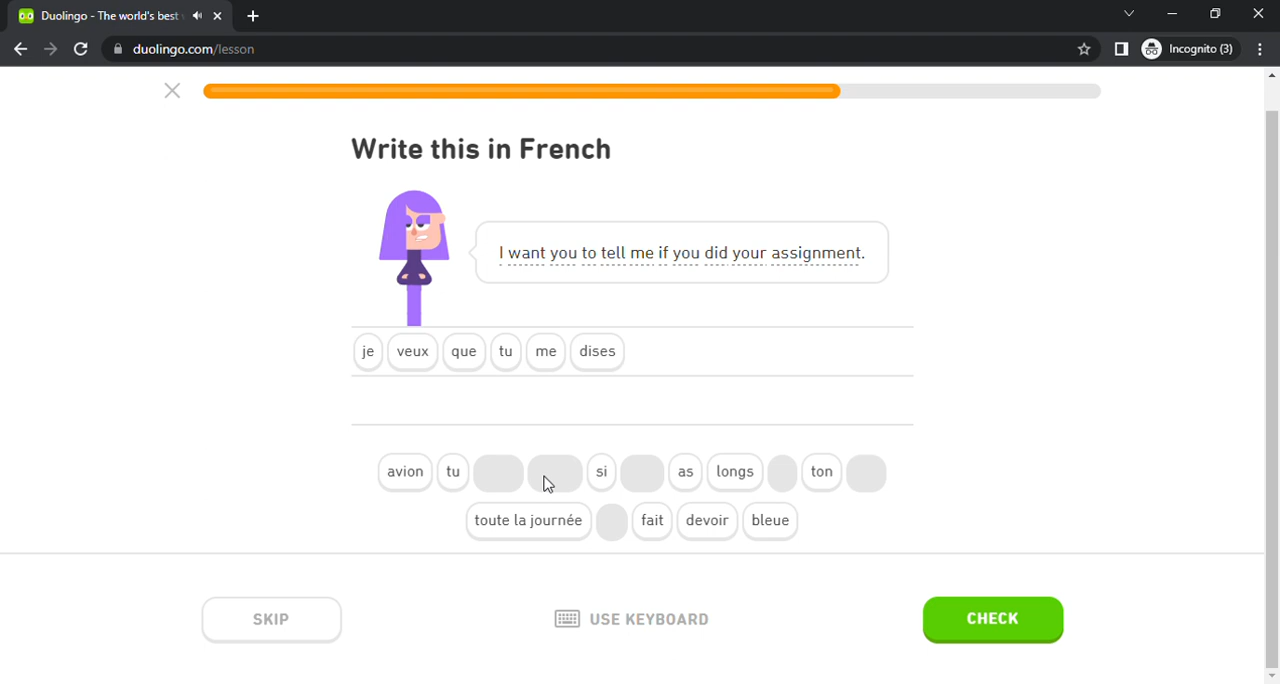 Duolingo - The world's best
duolingo.com/lesson
Incognito (3)
Write this in French
I want you to tell me if you did your assignment.
je veux que tu me dises
avion tu si as longs ton
toute la journée fait devoir bleue
SKIP USE KEYBOARD CHECK